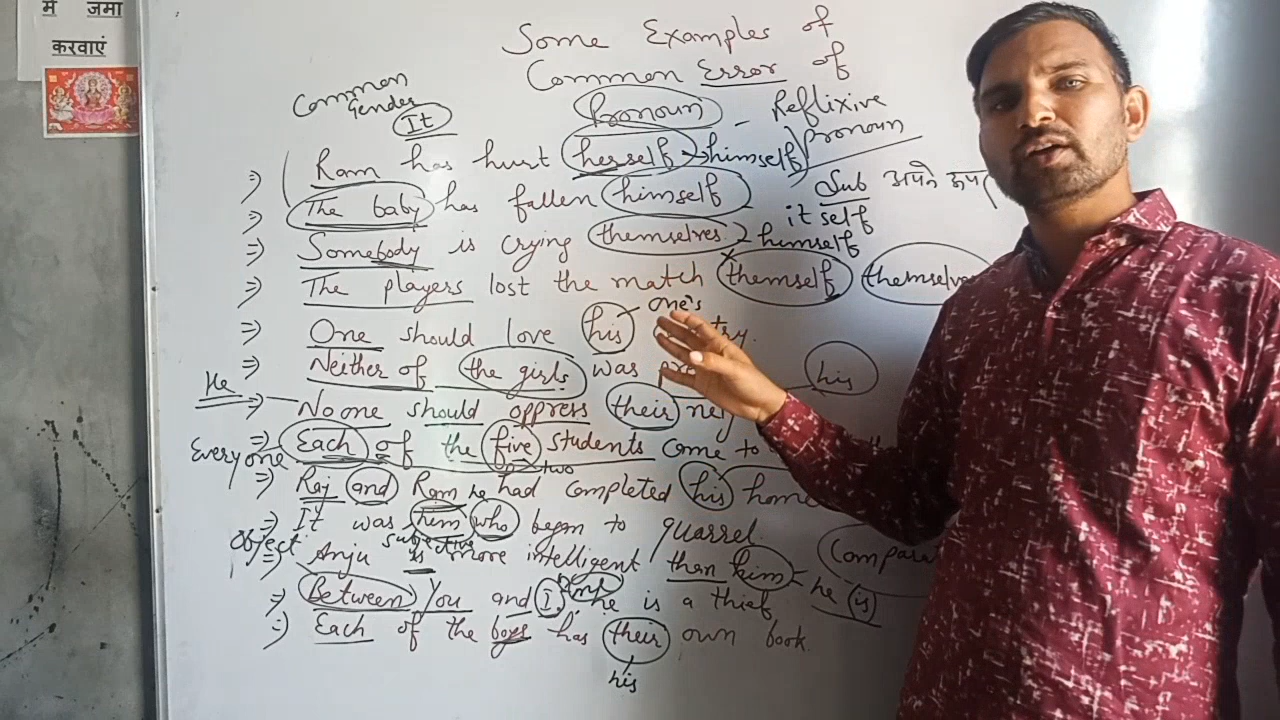 में जमा
करवाएं
Some Examples of
Common Error of
Pronoun - Reflixive
pronoun
Common
Gender
It
Ram has hurt herself himself
Sub अपने
=) The baby has fallen himself itself
=) Somebody is crying themselves - himself
=) The players lost the match themself themselves
one's
=) One should love his
=) Neither of the girls was his
He
=) No one should oppress their
Everyone
=) Each of the five students come to
two
=) Raj and Ram he had completed his
=) It was him who began to quarrel.
object subjective Compara
=) Anju is more intelligent than him - he is
me
=) Between You and I, he is a thief
=) Each of the boys has their own book.
his